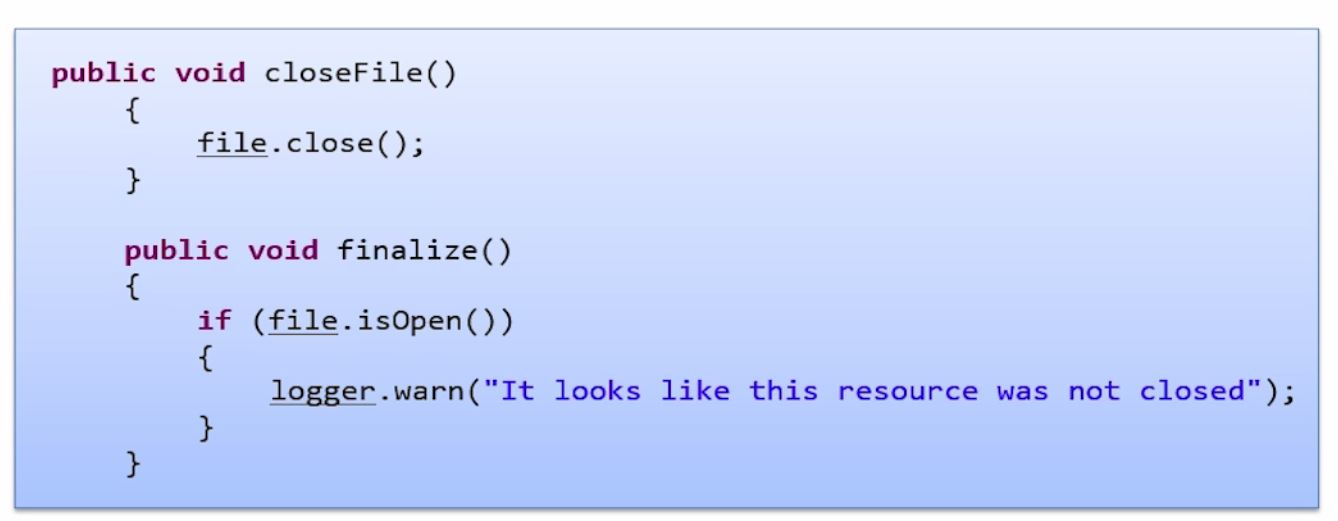 public void closeFile()
{
file.close();
}
public void finalize()
{
if (file.isOpen())
{
logger.warn("It looks like this resource was not closed");
}
}